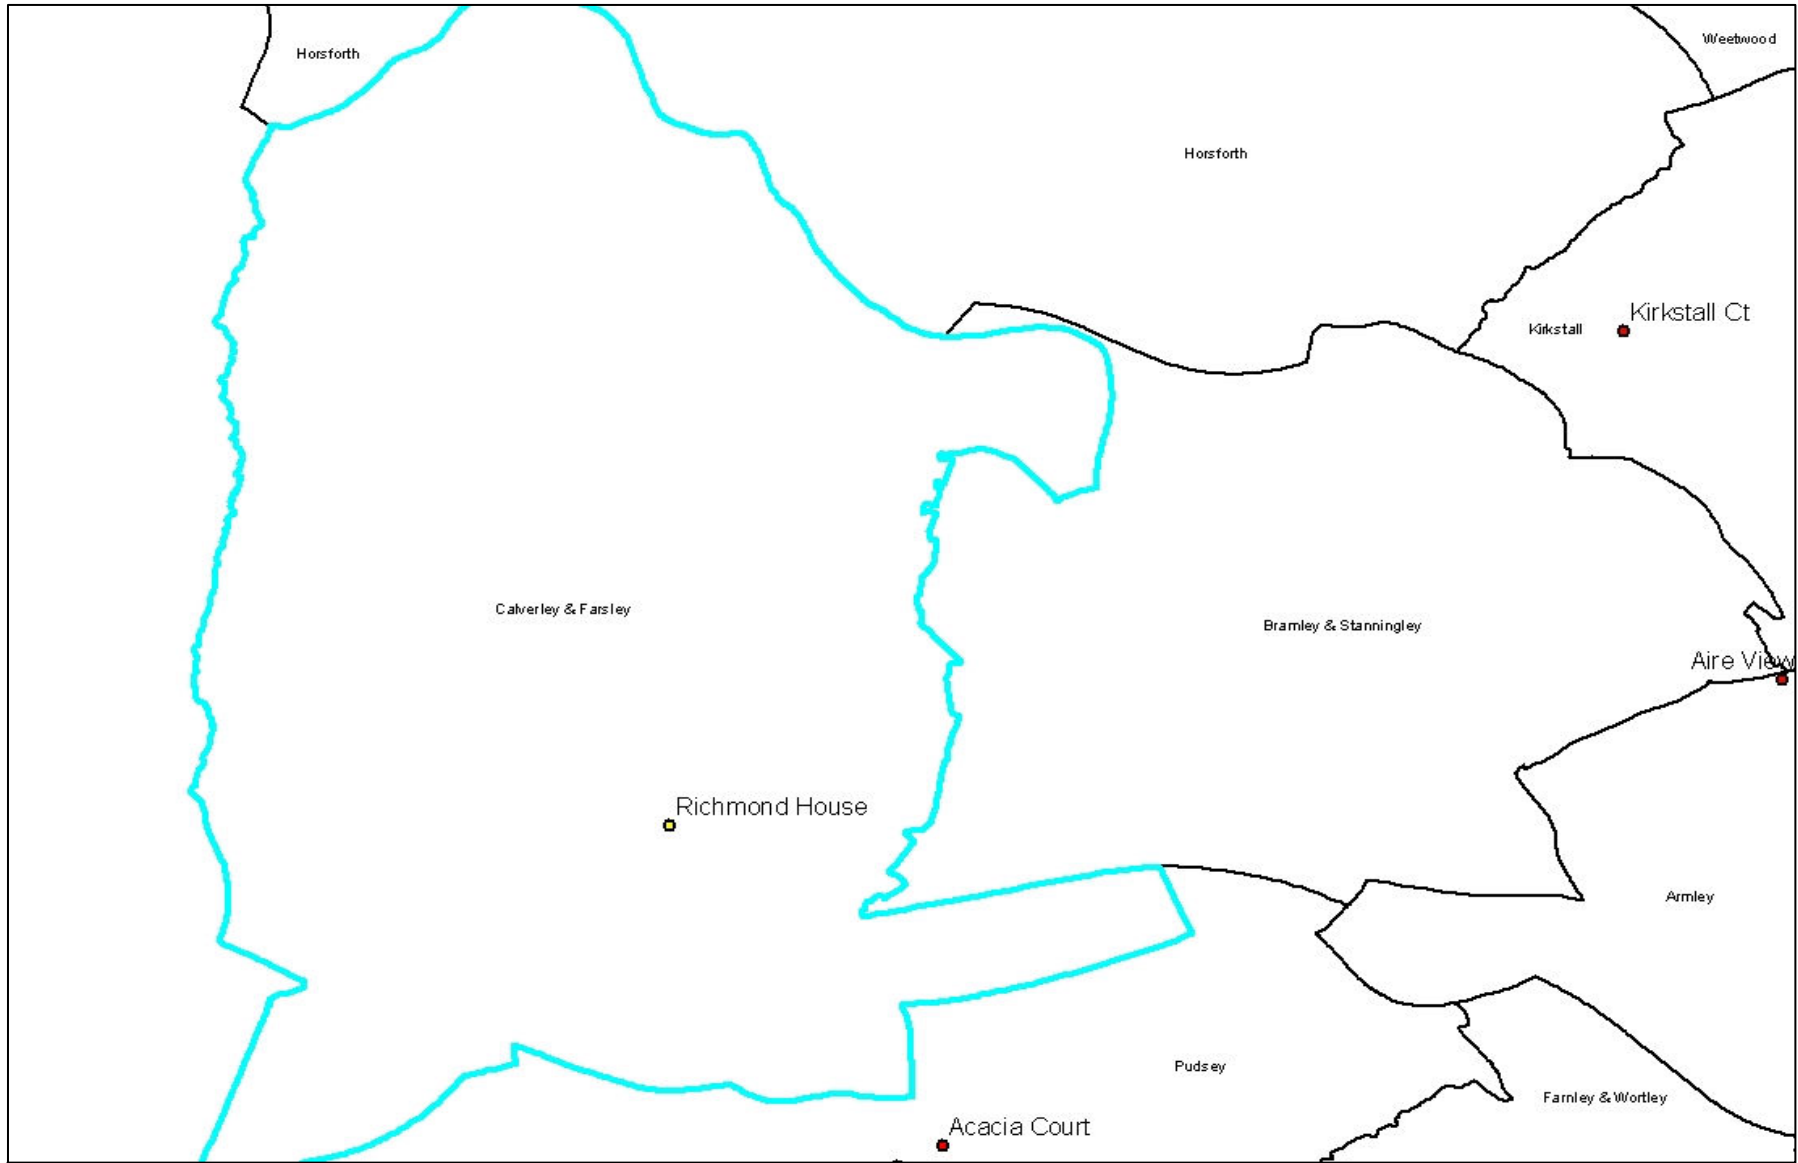 Weetwood
Horsforth
Horsforth
Kirkstall Ct
Kirkstall
Calverley & Farsley
Bramley & Stanningley
Aire View
Richmond House
Armley
Pudsey
Farnley & Wortley
Acacia Court